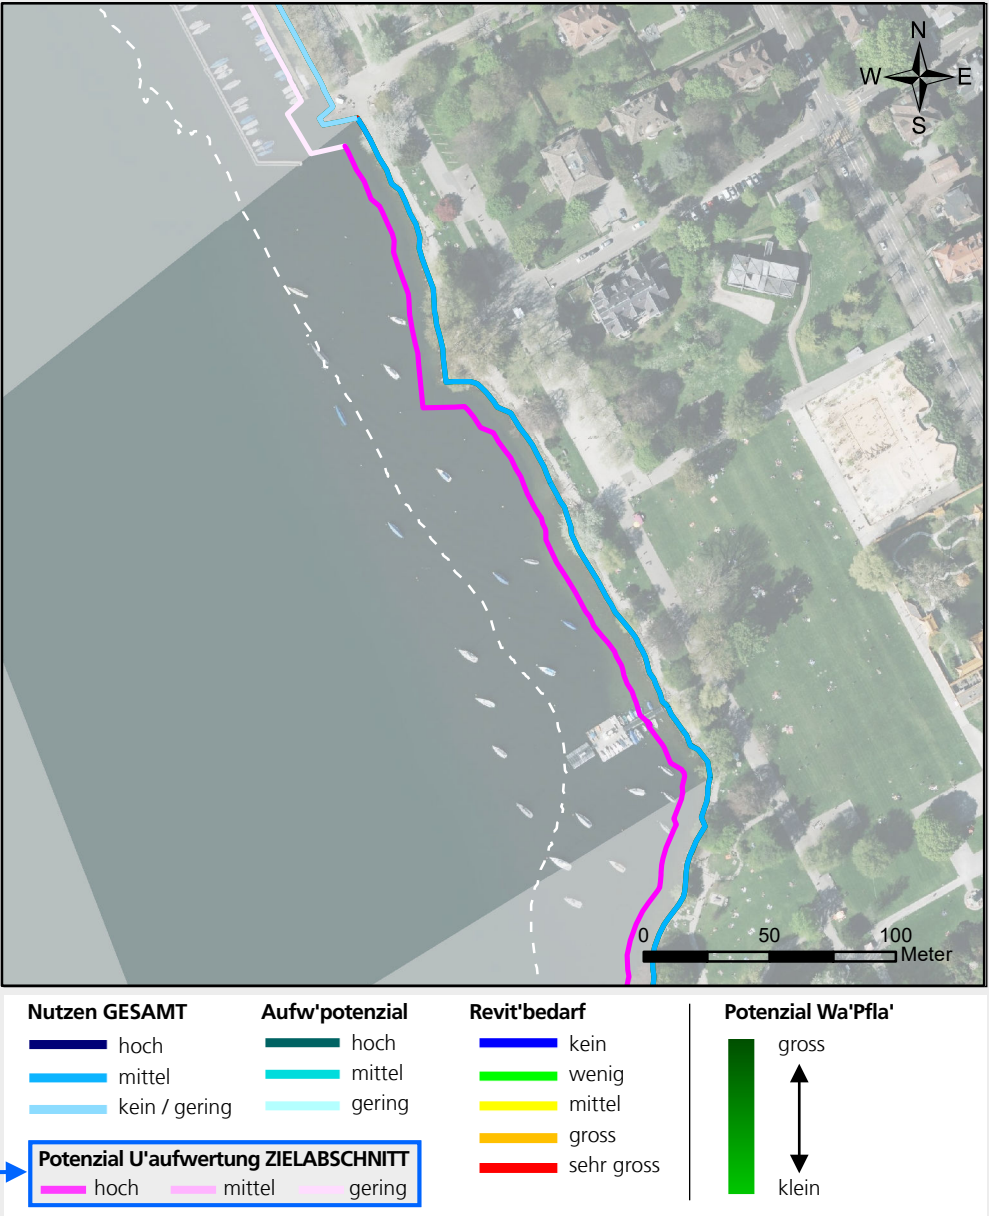 N
W E
S
0 50 100
Meter
Nutzen GESAMT
hoch
mittel
kein / gering
Aufw'potenzial
hoch
mittel
gering
Revit'bedarf
kein
wenig
mittel
gross
sehr gross
Potenzial Wa'Pfla'
gross
klein
Potenzial U'aufwertung ZIELABSCHNITT
hoch mittel gering